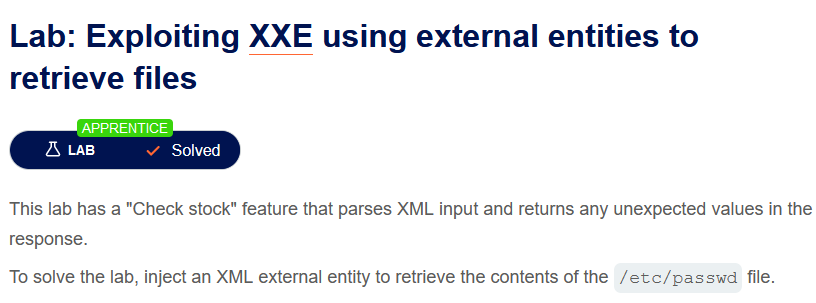 Lab: Exploiting XXE using external entities to
retrieve files
APPRENTICE
LAB Solved
This lab has a "Check stock" feature that parses XML input and returns any unexpected values in the
response.
To solve the lab, inject an XML external entity to retrieve the contents of the /etc/passwd file.